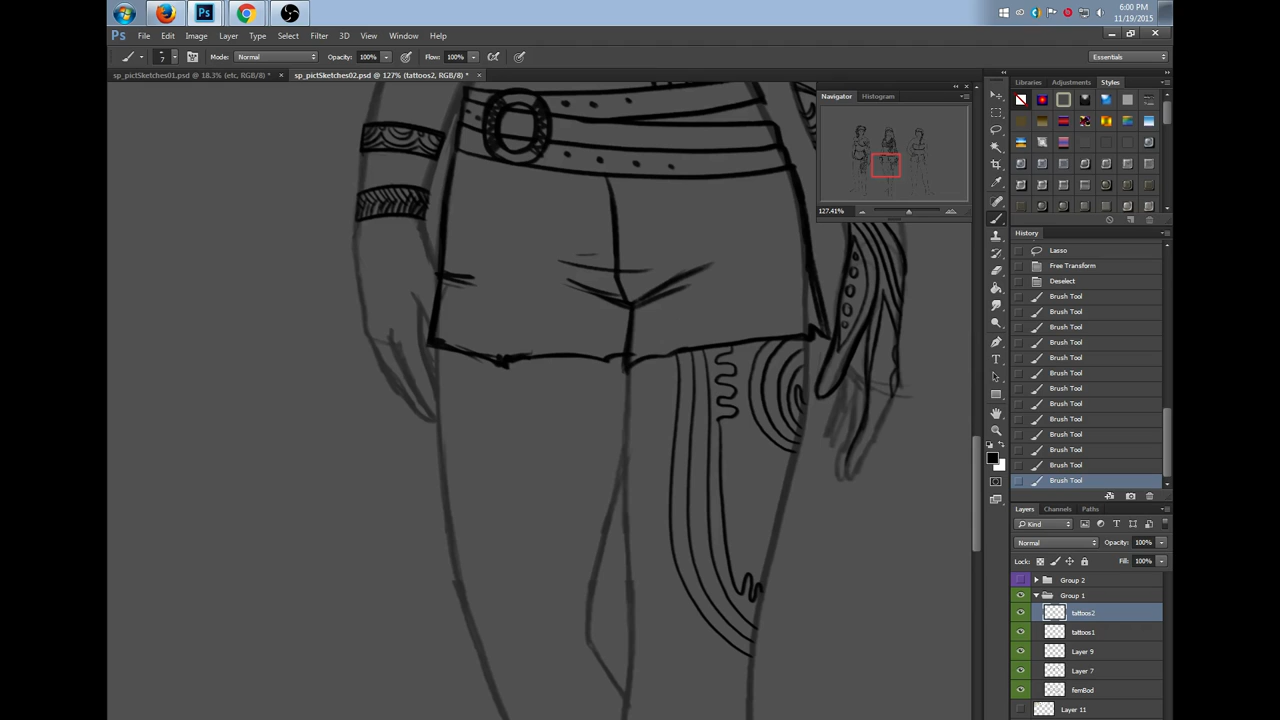 6:00 PM
11/19/2015
Ps File Edit Image Layer Type Select Filter 3D View Window Help
7 Mode: Normal Opacity: 100% Flow: 100% Essentials
sp_pictSketches01.psd @ 18.3% (etc, RGB/8) * × sp_pictSketches02.psd @ 127% (tattoos2, RGB/8) * ×
Navigator Histogram
127.41%
Libraries Adjustments Styles
History
Lasso
Free Transform
Deselect
Brush Tool
Brush Tool
Brush Tool
Brush Tool
Brush Tool
Brush Tool
Brush Tool
Brush Tool
Brush Tool
Brush Tool
Brush Tool
Brush Tool
Brush Tool
Layers Channels Paths
Kind
Normal Opacity: 100%
Lock: Fill: 100%
Group 2
Group 1
tattoos2
tattoos1
Layer 9
Layer 7
femBod
Layer 11